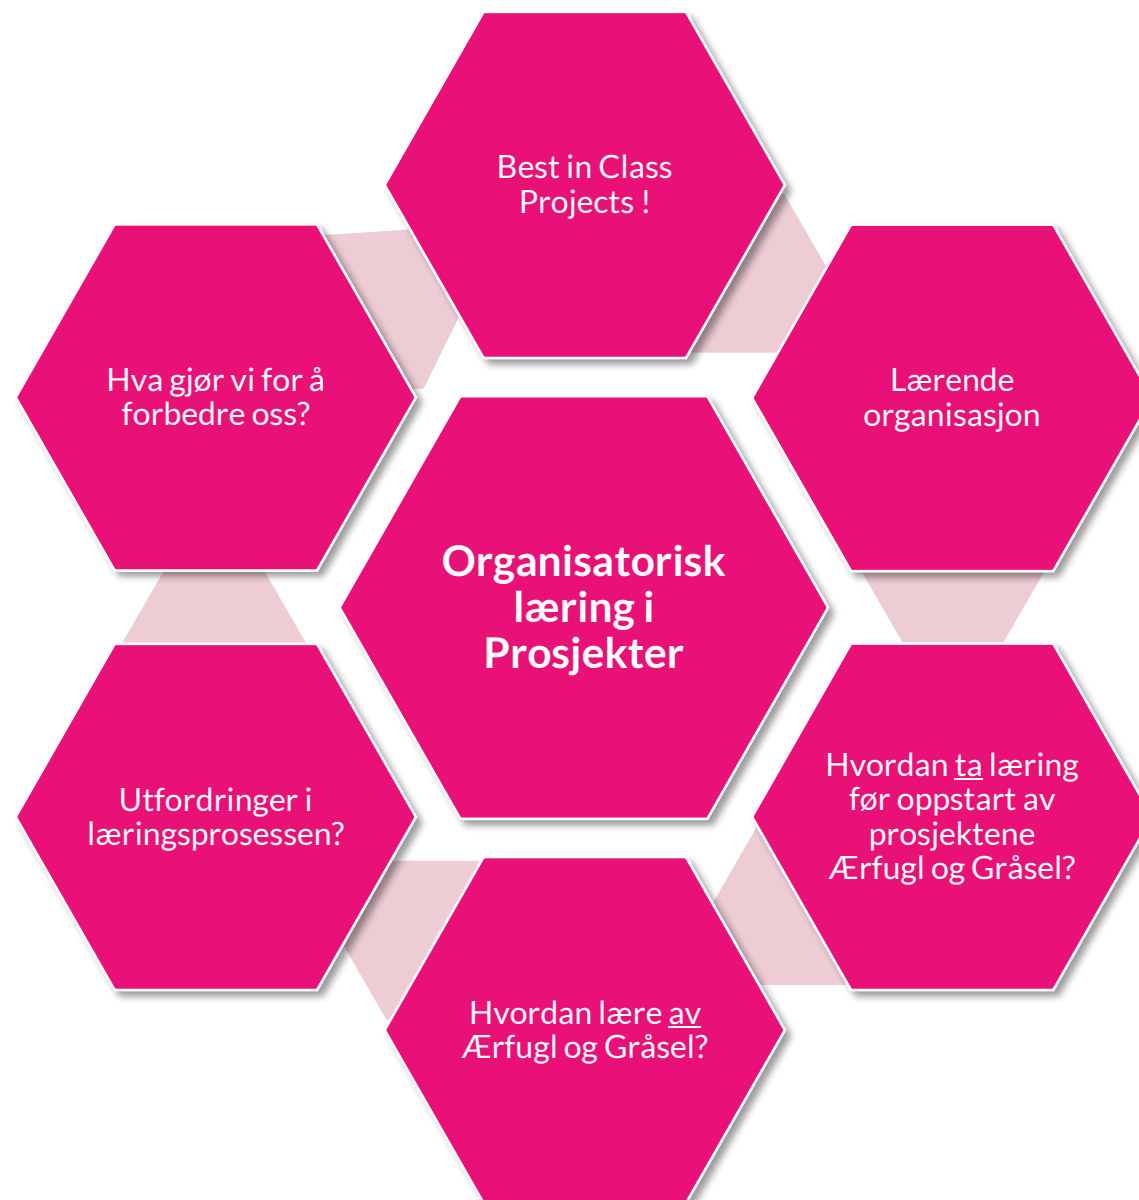 Best in Class
Projects !
Lærende
organisasjon
Hvordan ta læring
før oppstart av
prosjektene
Ærfugl og Gråsel?
Hvordan lære av
Ærfugl og Gråsel?
Utfordringer i
læringsprosessen?
Hva gjør vi for å
forbedre oss?
Organisatorisk
læring i
Prosjekter